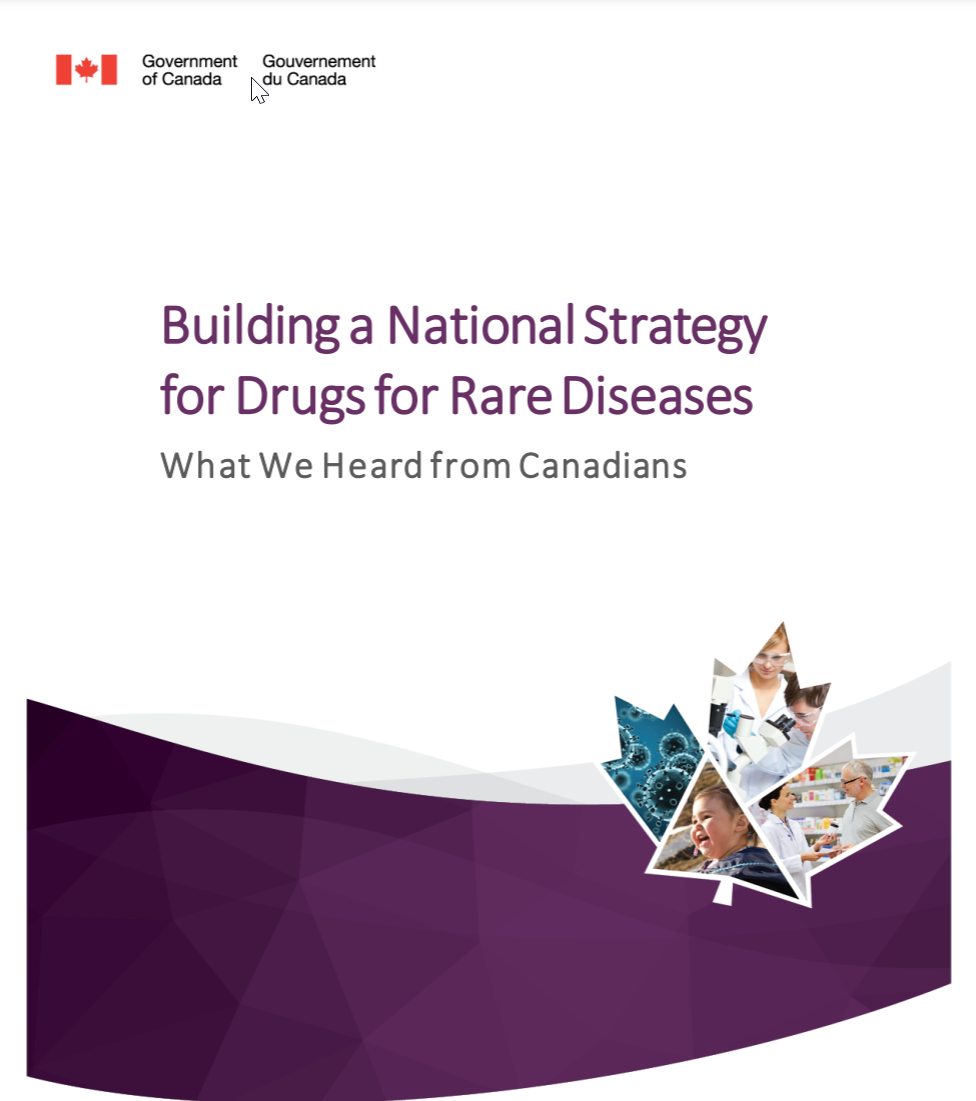 Government of Canada
Gouvernement du Canada
Building a National Strategy
for Drugs for Rare Diseases
What We Heard from Canadians